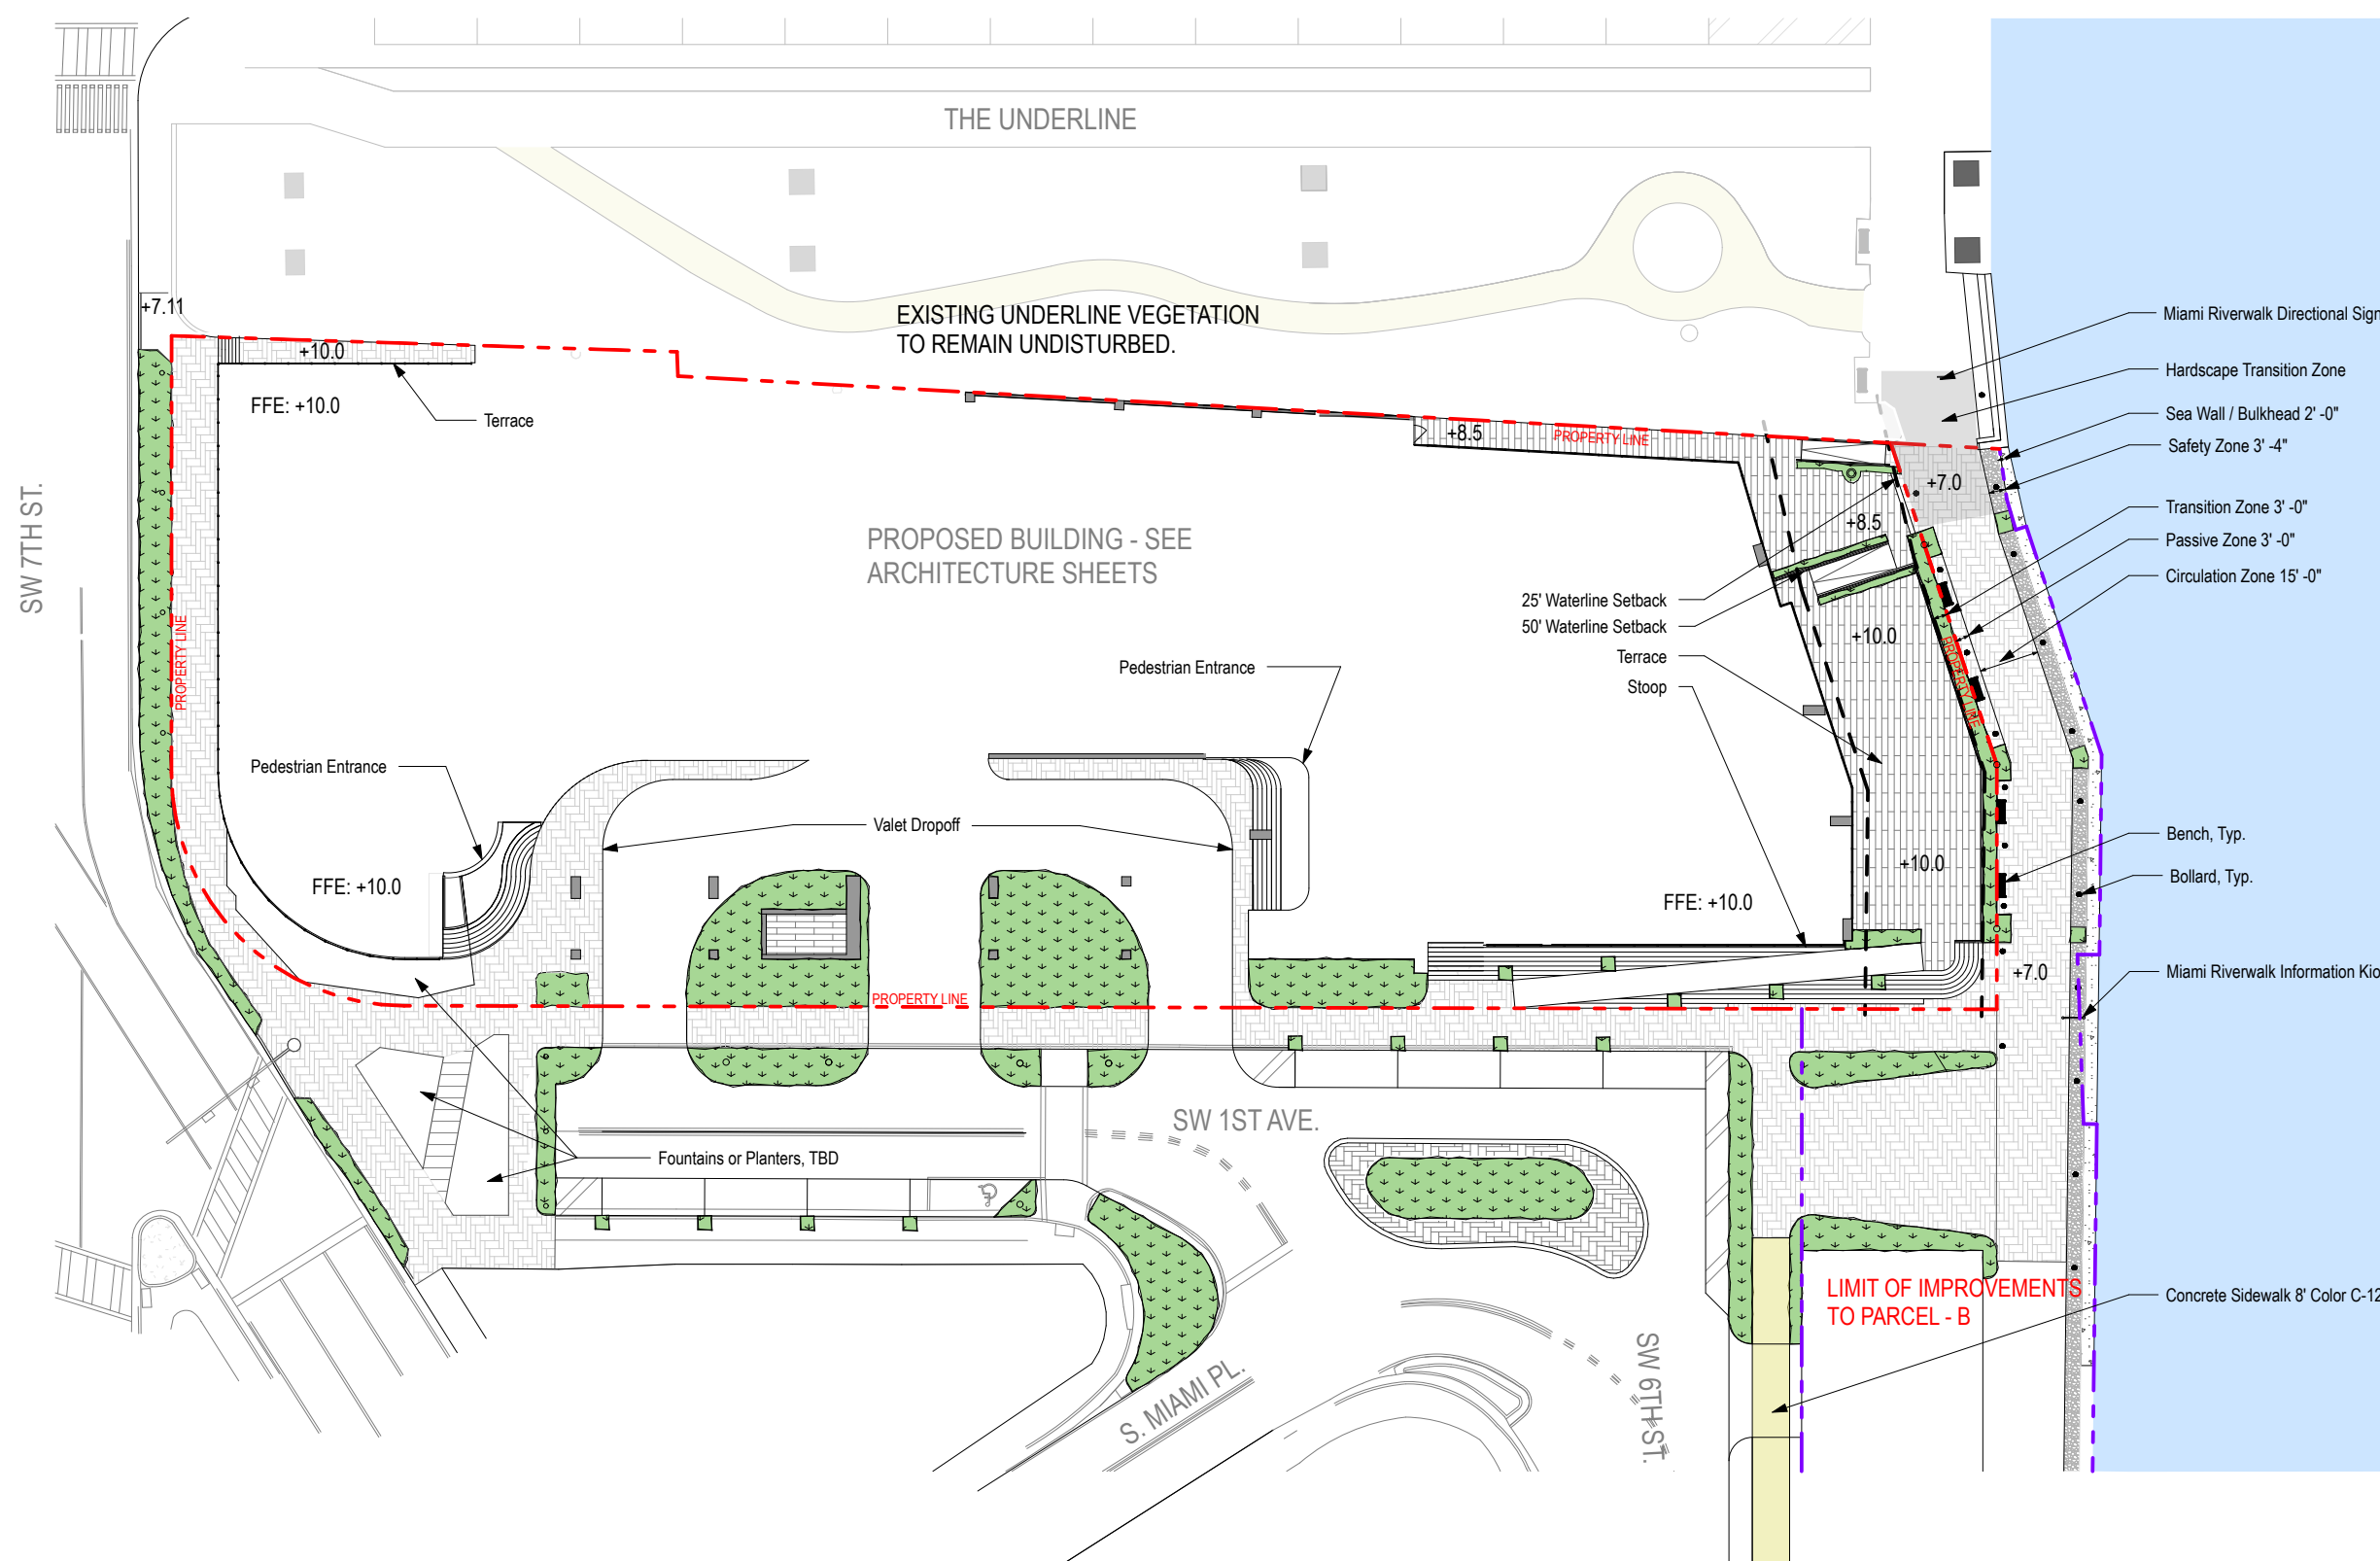 THE UNDERLINE
EXISTING UNDERLINE VEGETATION
TO REMAIN UNDISTURBED.
+7.11
+10.0
FFE: +10.0
Terrace
+8.5
PROPERTY LINE
Miami Riverwalk Directional Sign
Hardscape Transition Zone
Sea Wall / Bulkhead 2' -0"
Safety Zone 3' -4"
+7.0
Transition Zone 3' -0"
+8.5
Passive Zone 3' -0"
Circulation Zone 15' -0"
SW 7TH ST.
PROPOSED BUILDING - SEE
ARCHITECTURE SHEETS
25' Waterline Setback
50' Waterline Setback
Terrace
Stoop
+10.0
PROPERTY LINE
PROPERTY LINE
Pedestrian Entrance
Pedestrian Entrance
Valet Dropoff
Bench, Typ.
Bollard, Typ.
+10.0
FFE: +10.0
FFE: +10.0
+7.0
Miami Riverwalk Information Kio
PROPERTY LINE
SW 1ST AVE.
Fountains or Planters, TBD
LIMIT OF IMPROVEMENTS
TO PARCEL - B
Concrete Sidewalk 8' Color C-12
S. MIAMI PL.
SW 6TH ST.